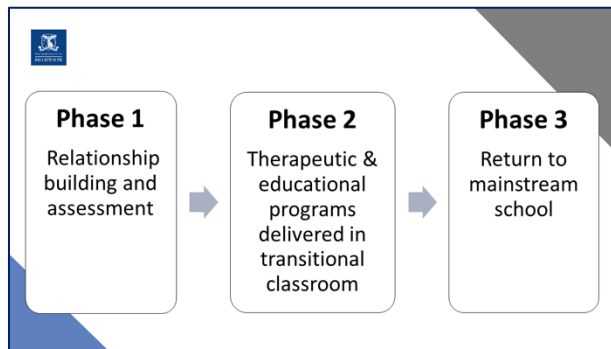 MELBOURNE
Phase 1
Relationship
building and
assessment
Phase 2
Therapeutic &
educational
programs
delivered in
transitional
classroom
Phase 3
Return to
mainstream
school